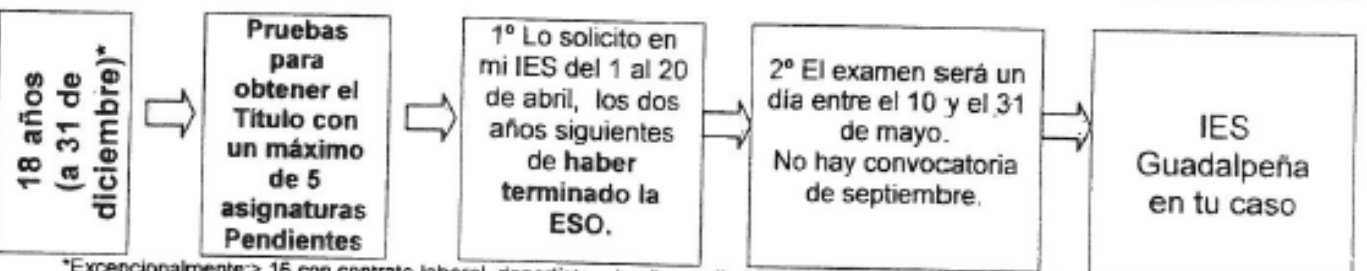 18 años
(a 31 de
diciembre)*
Pruebas
para
obtener el
Título con
un máximo
de 5
asignaturas
Pendientes
1º Lo solicito en
mi IES del 1 al 20
de abril, los dos
años siguientes
de haber
terminado la
ESO.
2º El examen será un
día entre el 10 y el 31
de mayo.
No hay convocatoria
de septiembre.
IES
Guadalpeña
en tu caso
*Excepcionalmente:> 16 con contrato laboral,